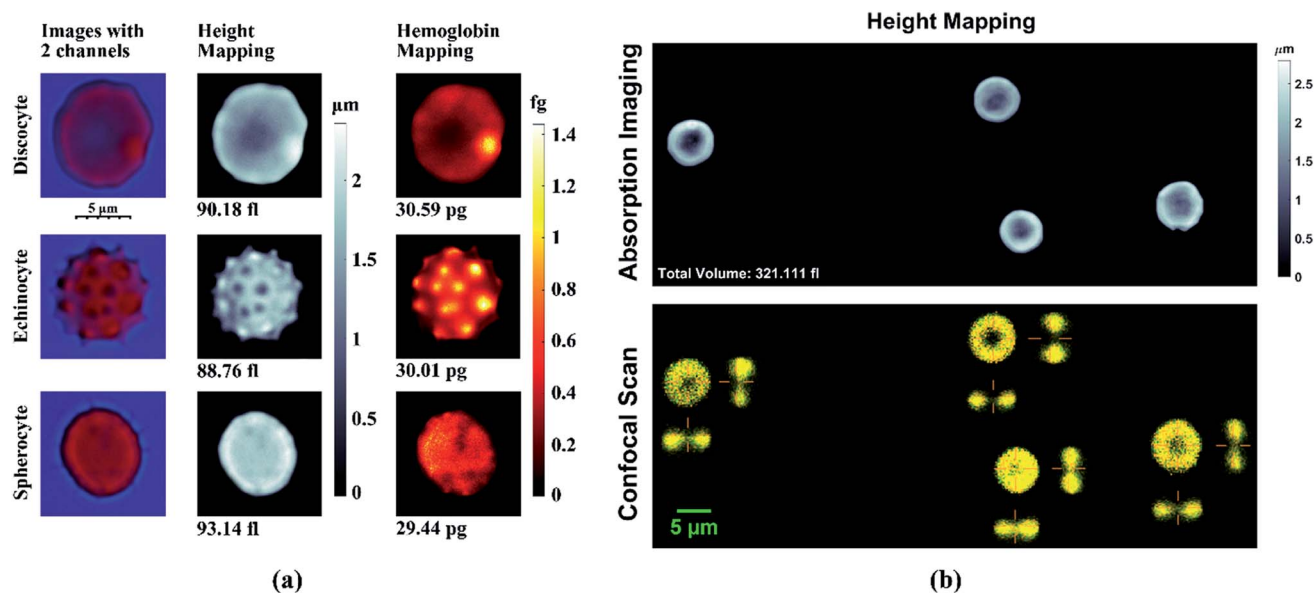 Images with
2 channels
Height
Mapping
Hemoglobin
Mapping
Discocyte
5 µm
90.18 fl
30.59 pg
Echinocyte
88.76 fl
30.01 pg
Spherocyte
93.14 fl
29.44 pg
µm
2
1.5
1
0.5
0
fg
1.4
1.2
1
0.8
0.6
0.4
0.2
0
(a)
Height Mapping
Absorption Imaging
Total Volume: 321.111 fl
µm
2.5
2
1.5
1
0.5
0
Confocal Scan
5 µm
(b)